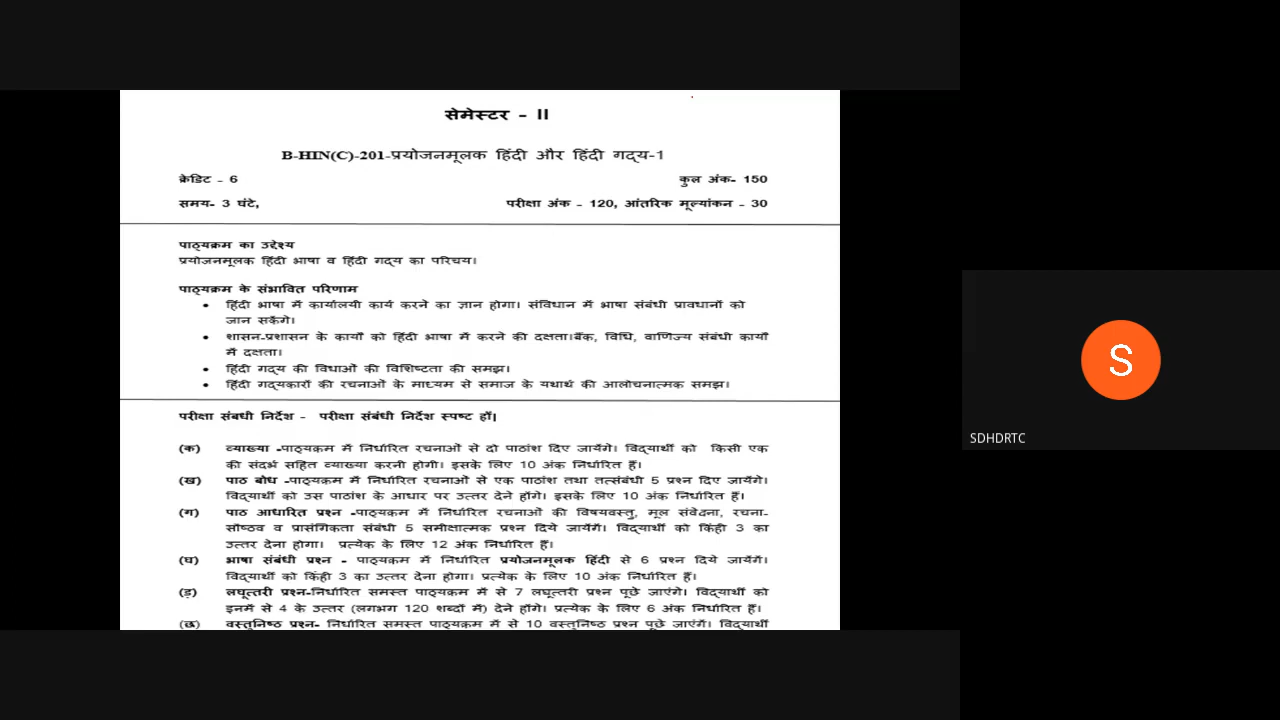 सेमेस्टर - II
B-HIN(C)-201-प्रयोजनमूलक हिंदी और हिंदी गद्य-1
क्रेडिट - 6 कुल अंक- 150
समय- 3 घंटे, परीक्षा अंक - 120, आंतरिक मूल्यांकन - 30
पाठ्यक्रम का उद्देश्य
प्रयोजनमूलक हिंदी भाषा व हिंदी गद्य का परिचय।
पाठ्यक्रम के संभावित परिणाम
• हिंदी भाषा में कार्यालयी कार्य करने का ज्ञान होगा। संविधान में भाषा संबंधी प्रावधानों को
जान सकेंगे।
• शासन-प्रशासन के कार्यों को हिंदी भाषा में करने की दक्षता।बैंक, विधि, वाणिज्य संबंधी कार्यों
में दक्षता।
• हिंदी गद्य की विधाओं की विशिष्टता की समझ।
• हिंदी गद्यकारों की रचनाओं के माध्यम से समाज के यथार्थ की आलोचनात्मक समझ।
परीक्षा संबंधी निर्देश - परीक्षा संबंधी निर्देश स्पष्ट हों|
(क) व्याख्या -पाठ्यक्रम में निर्धारित रचनाओं से दो पाठांश दिए जायेंगे। विद्यार्थी को किसी एक
की संदर्भ सहित व्याख्या करनी होगी। इसके लिए 10 अंक निर्धारित हैं।
(ख) पाठ बोध -पाठ्यक्रम में निर्धारित रचनाओं से एक पाठांश तथा तत्संबंधी 5 प्रश्न दिए जायेंगे।
विद्यार्थी को उस पाठांश के आधार पर उत्तर देने होंगे। इसके लिए 10 अंक निर्धारित हैं।
(ग) पाठ आधारित प्रश्न -पाठ्यक्रम में निर्धारित रचनाओं की विषयवस्तु, मूल संवेदना, रचना-
सौष्ठव व प्रासंगिकता संबंधी 5 समीक्षात्मक प्रश्न दिये जायेंगें। विद्यार्थी को किंही 3 का
उत्तर देना होगा। प्रत्येक के लिए 12 अंक निर्धारित हैं।
(घ) भाषा संबंधी प्रश्न - पाठ्यक्रम में निर्धारित प्रयोजनमूलक हिंदी से 6 प्रश्न दिये जायेंगें।
विद्यार्थी को किंही 3 का उत्तर देना होगा। प्रत्येक के लिए 10 अंक निर्धारित हैं।
(ड़) लघूत्तरी प्रश्न-निर्धारित समस्त पाठ्यक्रम में से 7 लघूत्तरी प्रश्न पूछे जाएंगे। विद्यार्थी को
इनमें से 4 के उत्तर (लगभग 120 शब्दों में) देने होंगे। प्रत्येक के लिए 6 अंक निर्धारित हैं।
(छ) वस्तुनिष्ठ प्रश्न- निर्धारित समस्त पाठ्यक्रम में से 10 वस्तुनिष्ठ प्रश्न पूछे जाएंगें। विद्यार्थी
S
SDHDRTC